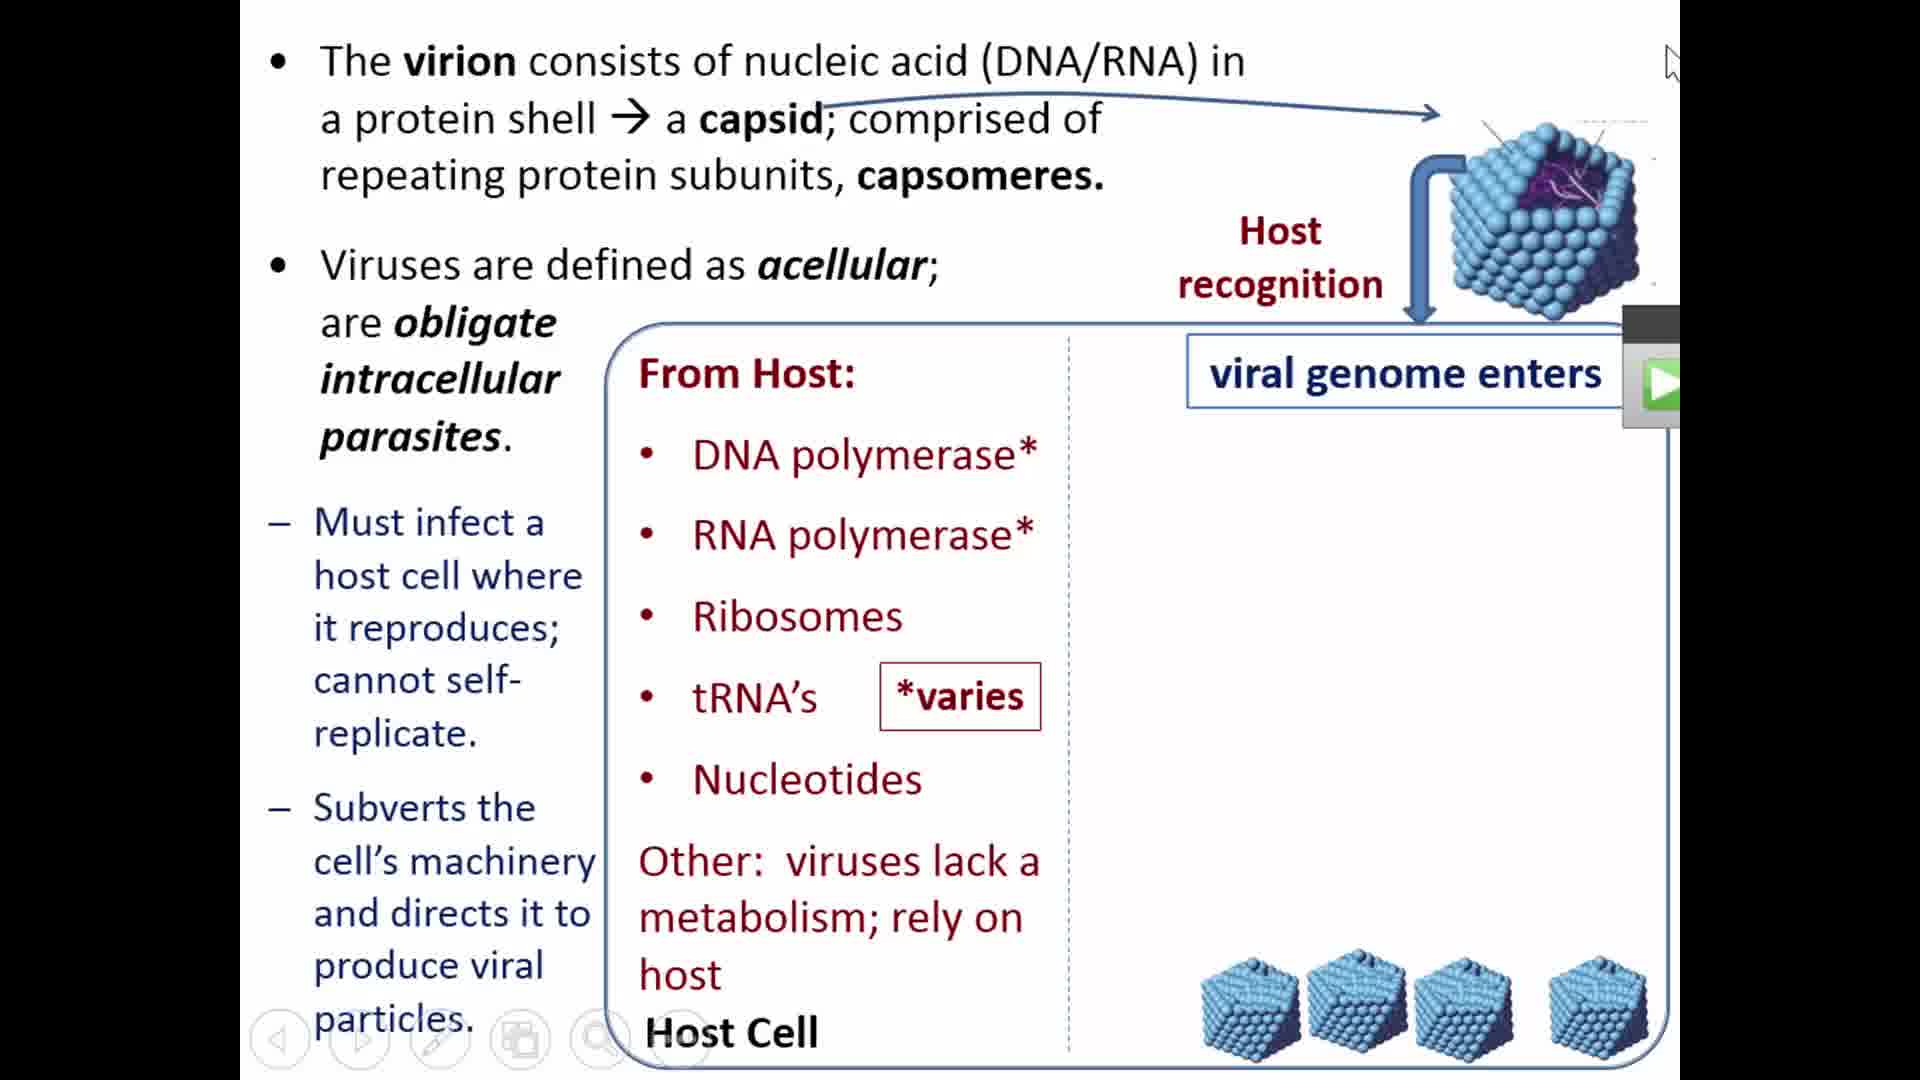 • The virion consists of nucleic acid (DNA/RNA) in
a protein shell → a capsid; comprised of
repeating protein subunits, capsomeres.
Host
recognition
• Viruses are defined as acellular;
are obligate
intracellular
parasites.
– Must infect a
host cell where
it reproduces;
cannot self-
replicate.
– Subverts the
cell’s machinery
and directs it to
produce viral
particles.
From Host:
• DNA polymerase*
• RNA polymerase*
• Ribosomes
• tRNA’s
*varies
• Nucleotides
Other: viruses lack a
metabolism; rely on
host
Host Cell
viral genome enters